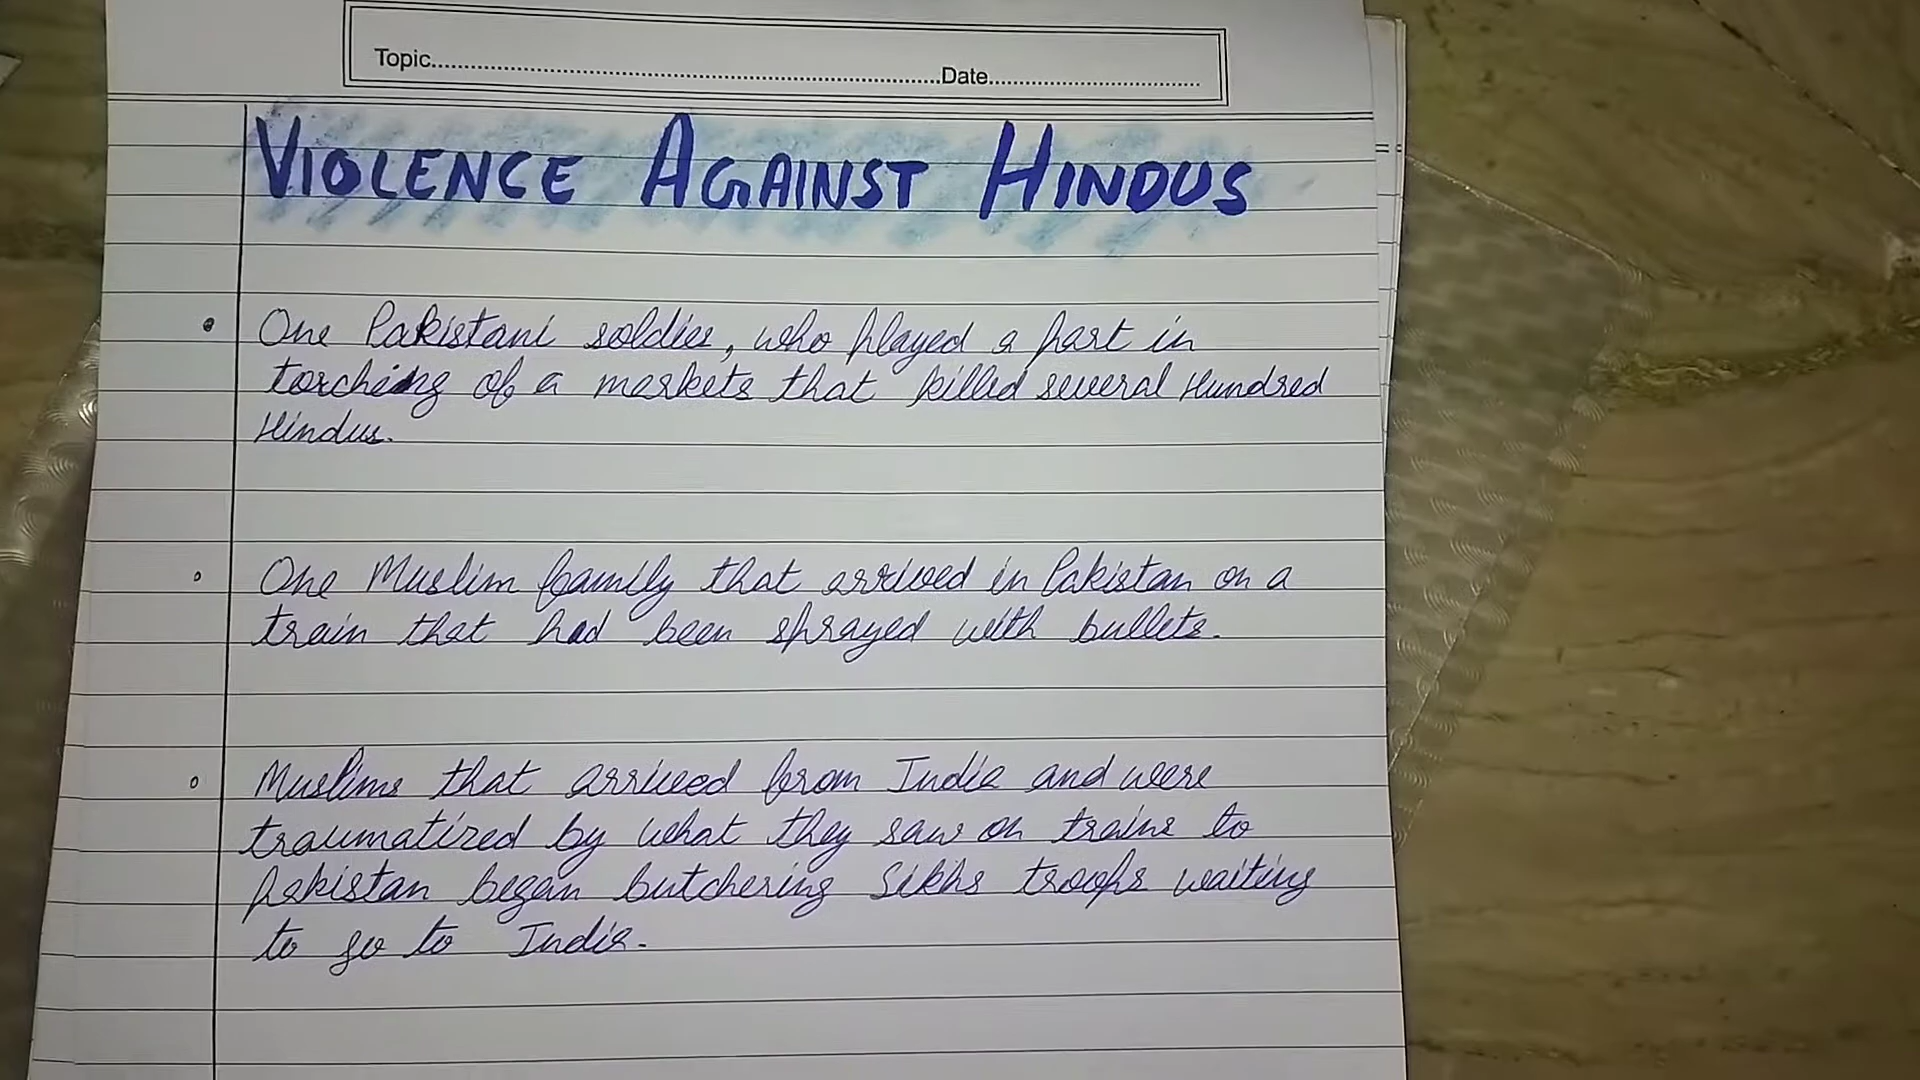 Topic..........Date..........
VIOLENCE AGAINST HINDUS
One Pakistani soldier, who played a part in
torching of a markets that killed several Hundred
Hindus.
One Muslim family that arrived in Pakistan on a
train that had been sprayed with bullets.
Muslims that arrived from India and were
traumatized by what they saw on trains to
Pakistan began butchering Sikhs troops waiting
to go to India.